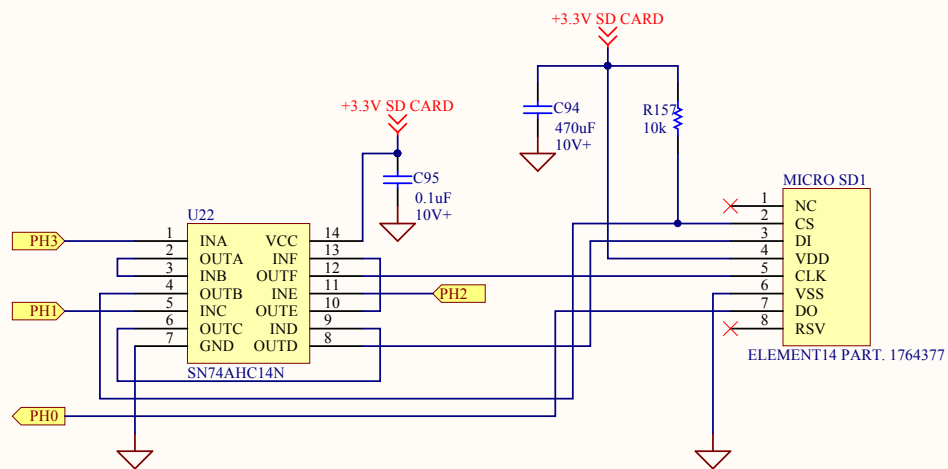 +3.3V SD CARD
+3.3V SD CARD
C94
470uF
10V+
R157
10k
C95
0.1uF
10V+
MICRO SD1
1 NC
2 CS
3 DI
4 VDD
5 CLK
6 VSS
7 DO
8 RSV
ELEMENT14 PART. 1764377
U22
PH3
1 INA VCC 14
2 OUTA INF 13
3 INB OUTF 12
4 OUTB INE 11
PH2
PH1
5 INC OUTE 10
6 OUTC IND 9
7 GND OUTD 8
SN74AHC14N
PH0